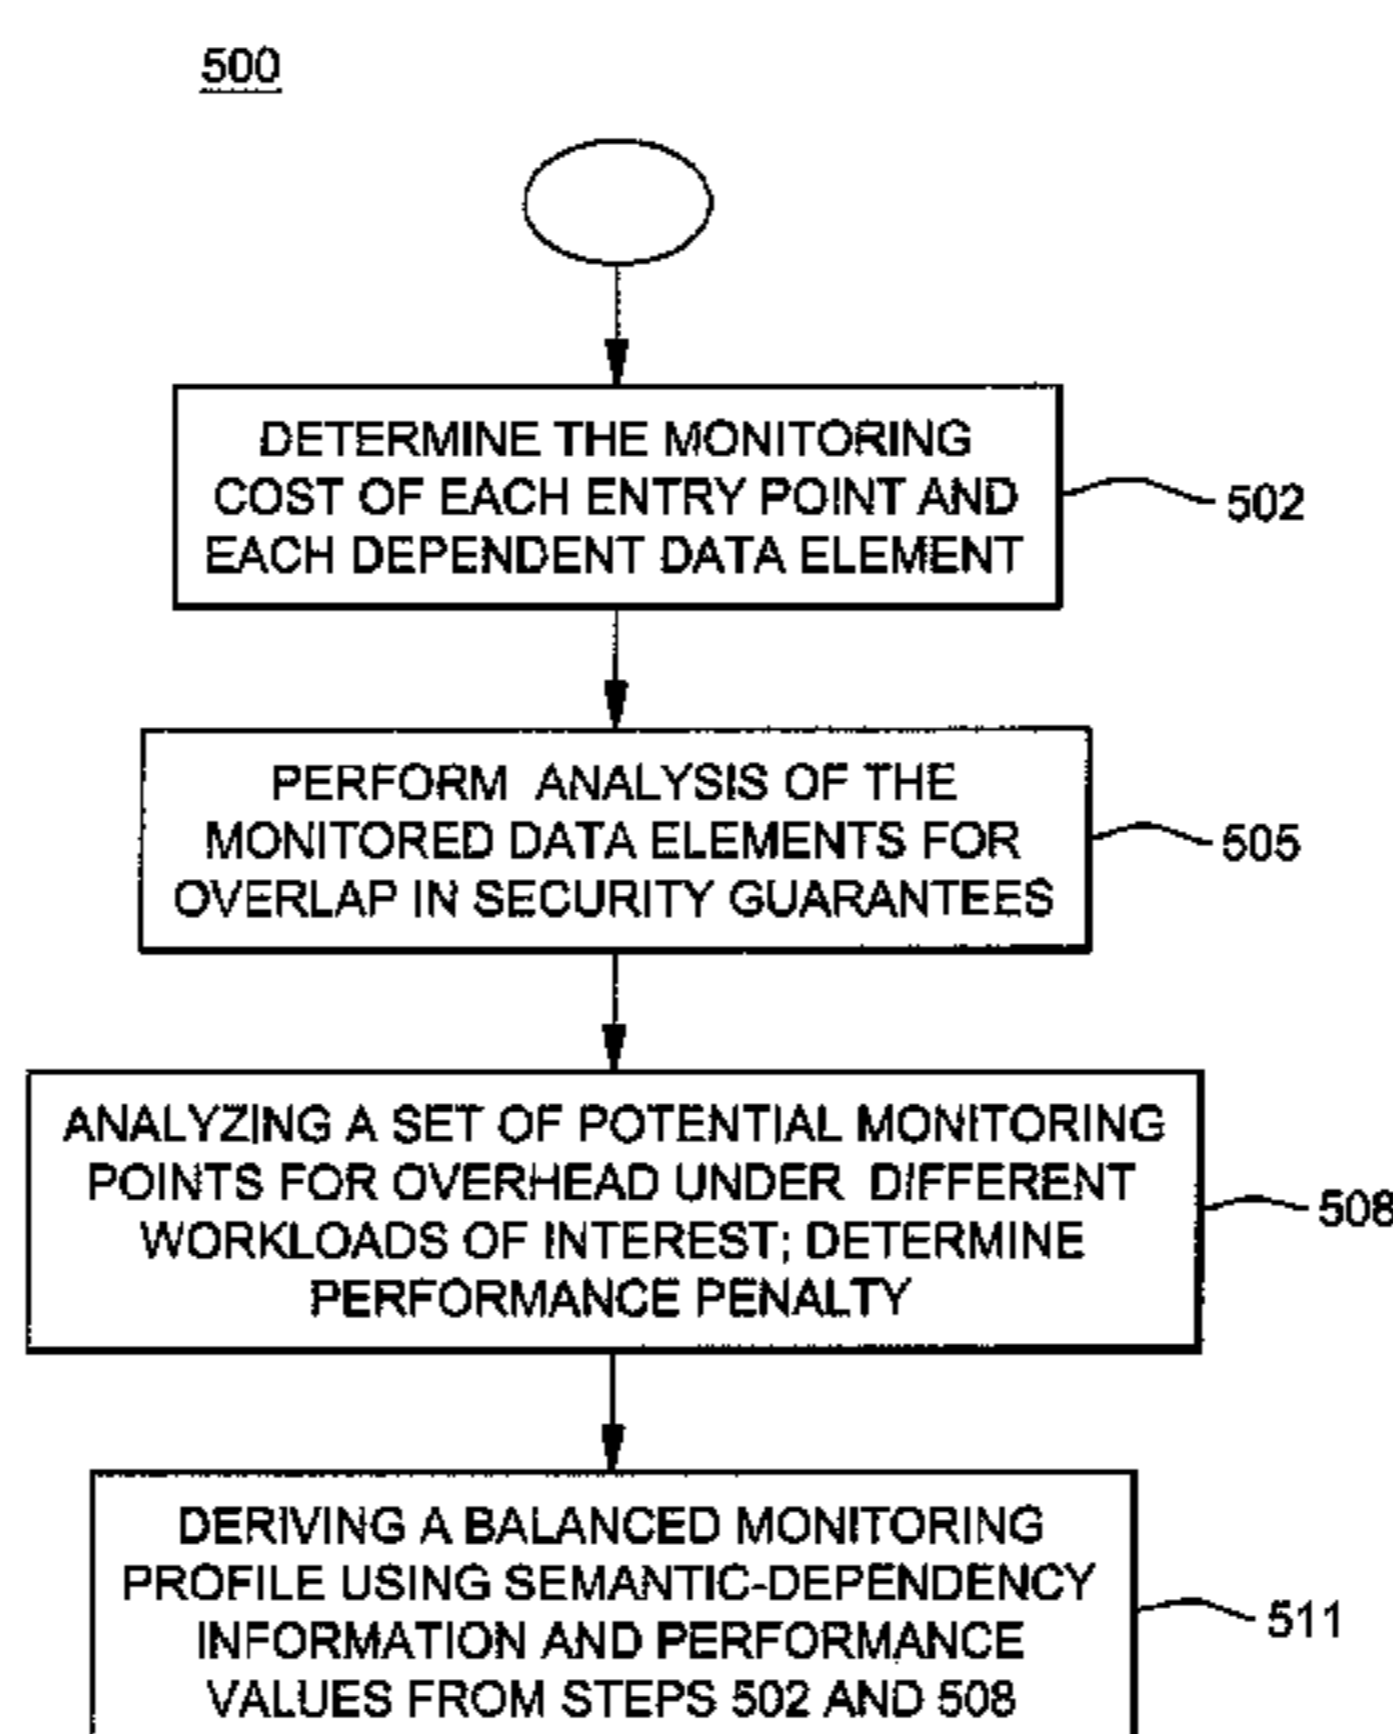 500
DETERMINE THE MONITORING
COST OF EACH ENTRY POINT AND
EACH DEPENDENT DATA ELEMENT
502
PERFORM ANALYSIS OF THE
MONITORED DATA ELEMENTS FOR
OVERLAP IN SECURITY GUARANTEES
505
ANALYZING A SET OF POTENTIAL MONITORING
POINTS FOR OVERHEAD UNDER DIFFERENT
WORKLOADS OF INTEREST; DETERMINE
PERFORMANCE PENALTY
508
DERIVING A BALANCED MONITORING
PROFILE USING SEMANTIC-DEPENDENCY
INFORMATION AND PERFORMANCE
VALUES FROM STEPS 502 AND 508
511